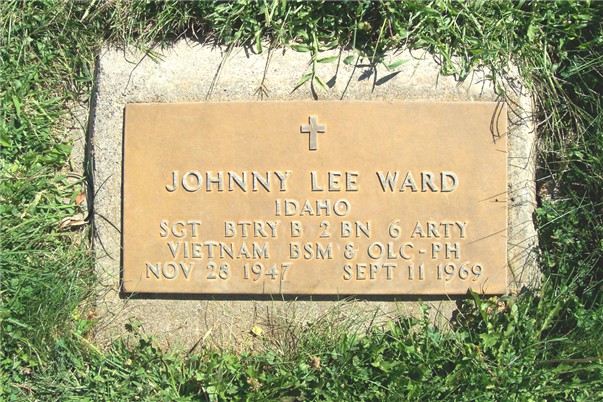 JOHNNY LEE WARD
IDAHO
SGT BTRY B 2 BN 6 ARTY
VIETNAM BSM & OLC-PH
NOV 28 1947 SEPT 11 1969